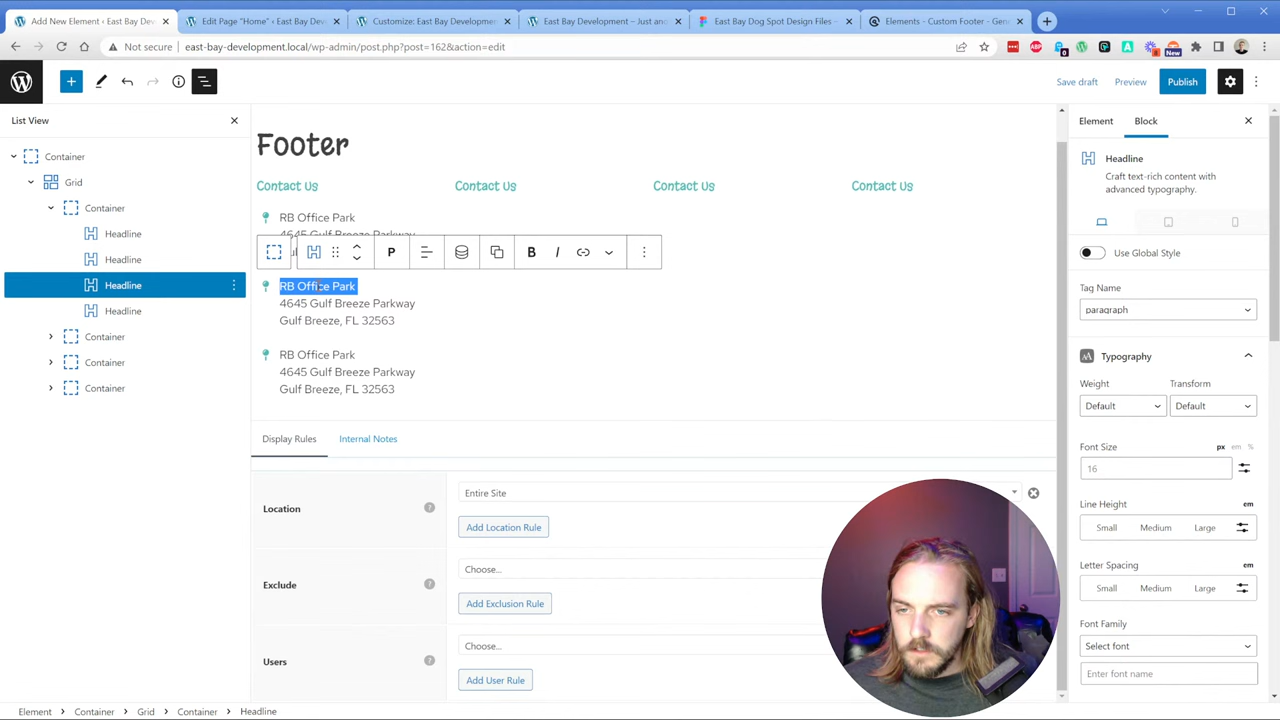 Add New Element ‹ East Bay Dev
Edit Page "Home" ‹ East Bay Deve
Customize: East Bay Developmen
East Bay Development – Just ano
East Bay Dog Spot Design Files –
Elements - Custom Footer - Gene
Not secure
east-bay-development.local/wp-admin/post.php?post=162&action=edit
New
Save draft
Preview
Publish
List View
Container
Grid
Container
Headline
Headline
Headline
Headline
Container
Container
Container
Footer
Contact Us
Contact Us
Contact Us
Contact Us
RB Office Park
4645 Gulf Breeze Parkway
P
B
I
RB Office Park
4645 Gulf Breeze Parkway
Gulf Breeze, FL 32563
RB Office Park
4645 Gulf Breeze Parkway
Gulf Breeze, FL 32563
Display Rules
Internal Notes
Location
Entire Site
Add Location Rule
Exclude
Choose...
Add Exclusion Rule
Users
Choose...
Add User Rule
Element
Block
Headline
Craft text-rich content with
advanced typography.
Use Global Style
Tag Name
paragraph
Typography
Weight
Transform
Default
Default
Font Size
px em %
16
Line Height
em
Small Medium Large
Letter Spacing
em
Small Medium Large
Font Family
Select font
Enter font name
Element
Container
Grid
Container
Headline